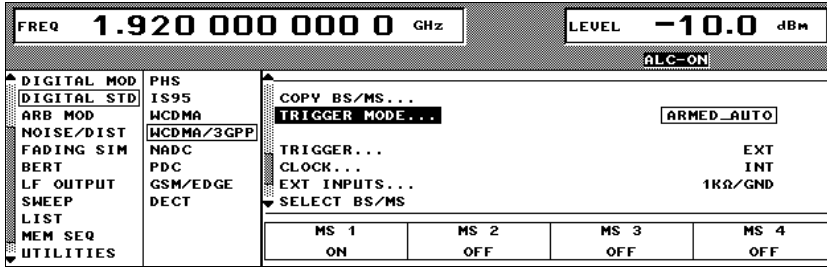 FREQ 1.920 000 000 0 GHz
LEVEL -10.0 dBm
ALC-ON
DIGITAL MOD
DIGITAL STD
ARB MOD
NOISE/DIST
FADING SIM
BERT
LF OUTPUT
SWEEP
LIST
MEM SEQ
UTILITIES
PHS
IS95
WCDMA
WCDMA/3GPP
NADC
PDC
GSM/EDGE
DECT
COPY BS/MS...
TRIGGER MODE... ARMED_AUTO
TRIGGER... EXT
CLOCK... INT
EXT INPUTS... 1KΩ/GND
SELECT BS/MS
MS 1 MS 2 MS 3 MS 4
ON OFF OFF OFF